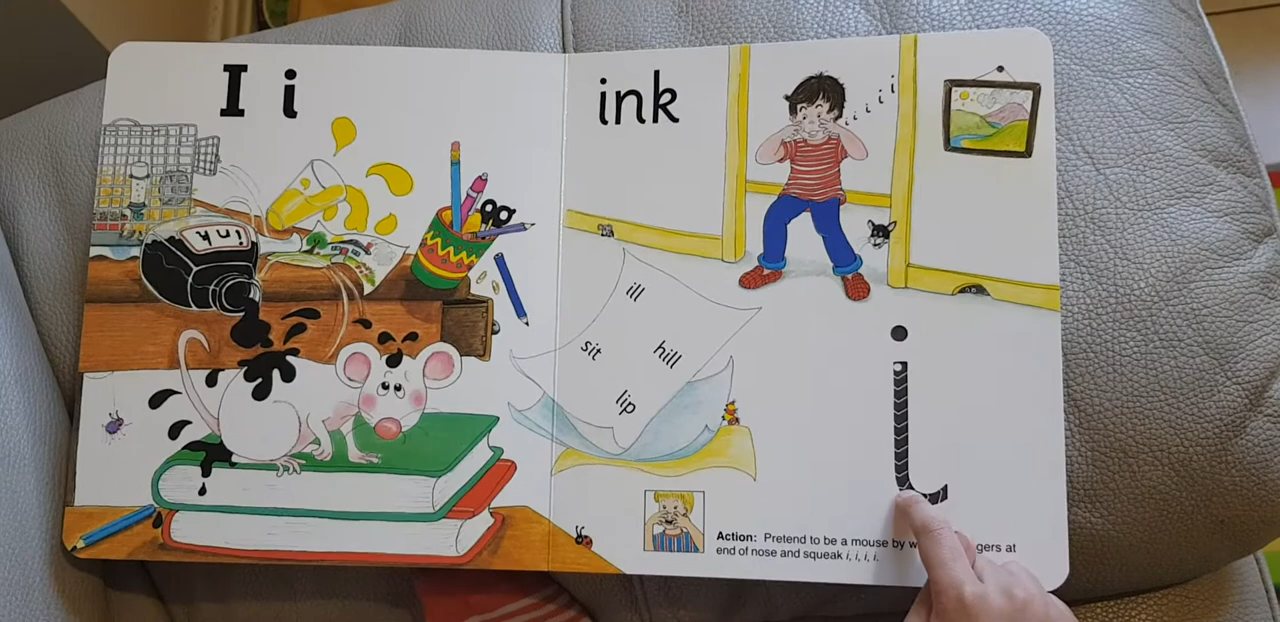 I i
ink
ink
i i i i i
ill
sit
hill
lip
i
Action: Pretend to be a mouse by gers at
end of nose and squeak i, i, i, i.